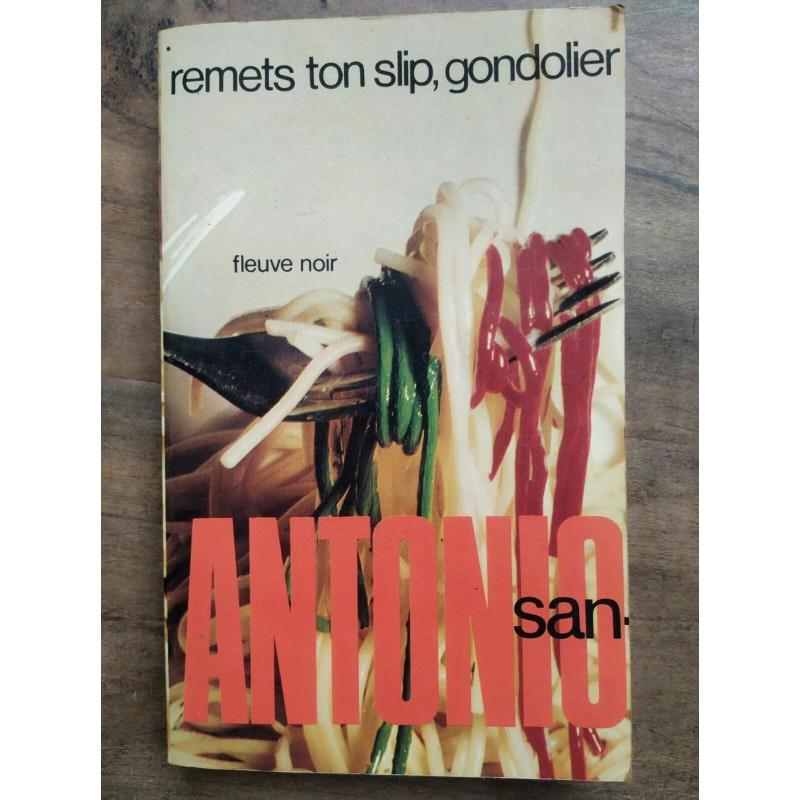 remets ton slip, gondolier
fleuve noir
san-
ANTONIO